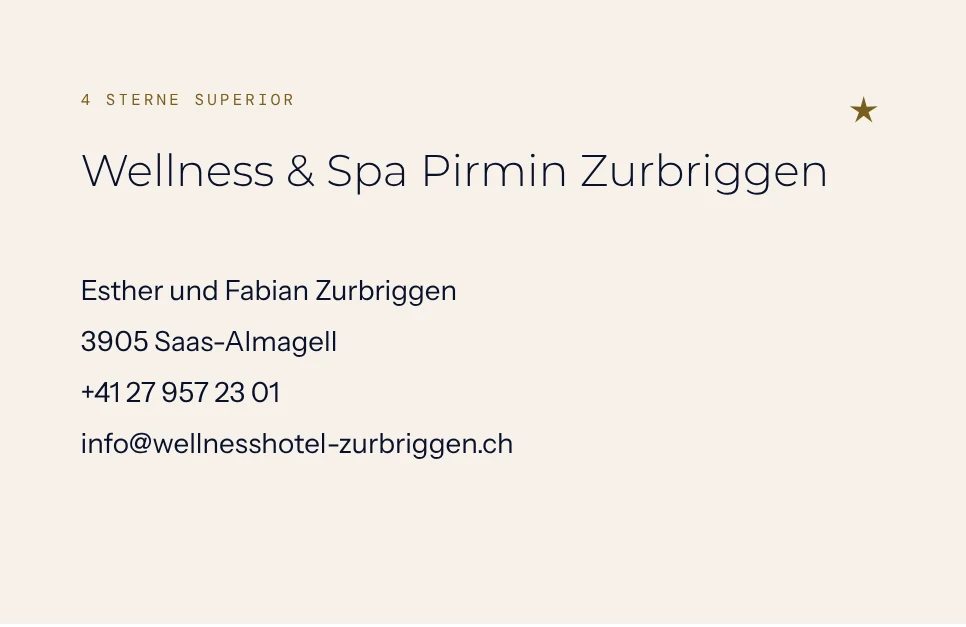 4 STERNE SUPERIOR
Wellness & Spa Pirmin Zurbriggen
Esther und Fabian Zurbriggen
3905 Saas-Almagell
+41 27 957 23 01
info@wellnesshotel-zurbriggen.ch